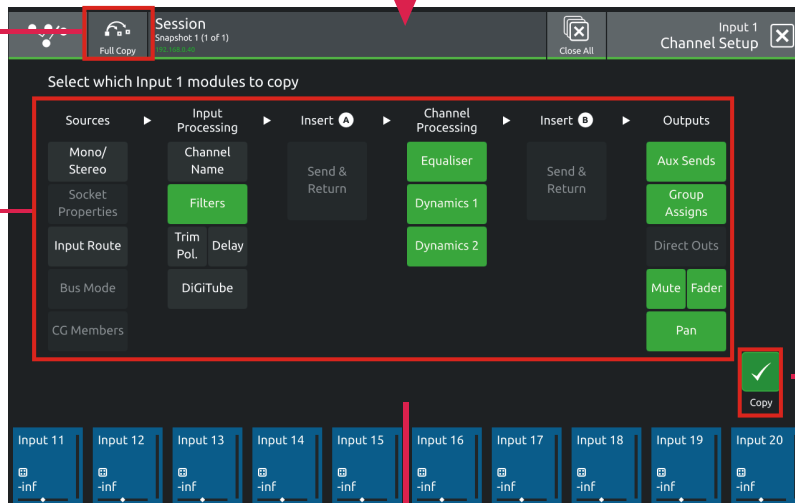 Full Copy
Session
Snapshot 1 (1 of 1)
192.168.0.40
Close All
Input 1
Channel Setup
Select which Input 1 modules to copy
Sources
Input
Processing
Insert A
Channel
Processing
Insert B
Outputs
Mono/
Stereo
Socket
Properties
Input Route
Bus Mode
CG Members
Channel
Name
Filters
Trim
Pol.
Delay
DiGiTube
Send &
Return
Equaliser
Dynamics 1
Dynamics 2
Send &
Return
Aux Sends
Group
Assigns
Direct Outs
Mute
Fader
Pan
Copy
Input 11
Input 12
Input 13
Input 14
Input 15
Input 16
Input 17
Input 18
Input 19
Input 20
-inf
-inf
-inf
-inf
-inf
-inf
-inf
-inf
-inf
-inf